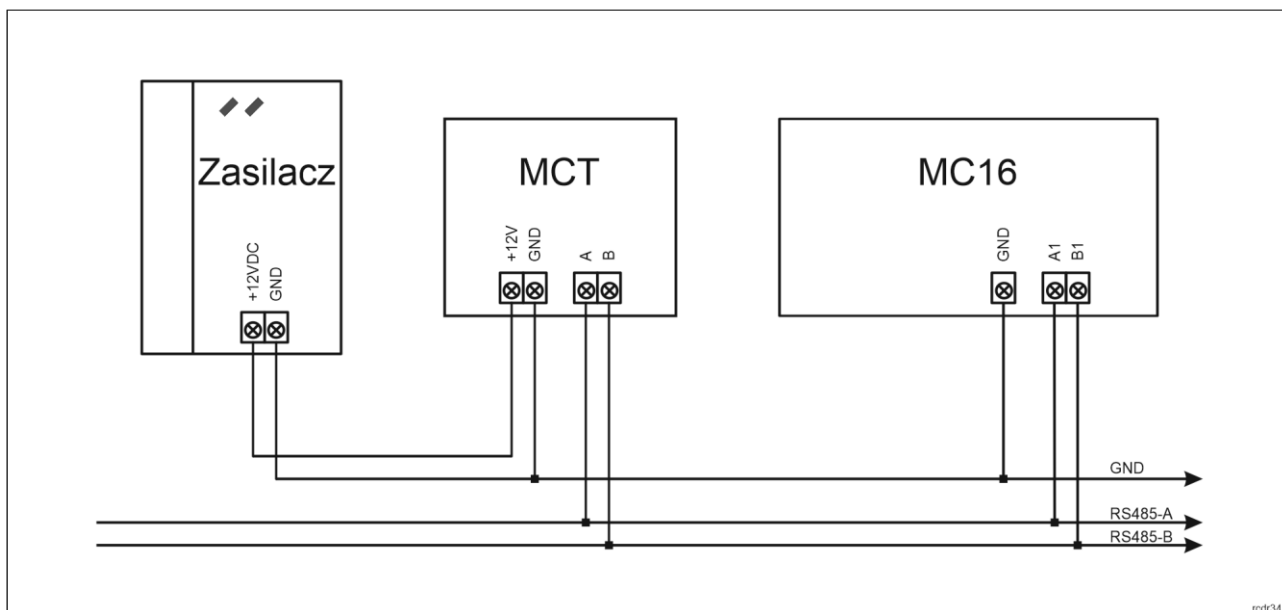 Zasilacz
+12VDC
GND
MCT
+12V
GND
A
B
MC16
GND
A1
B1
GND
RS485-A
RS485-B